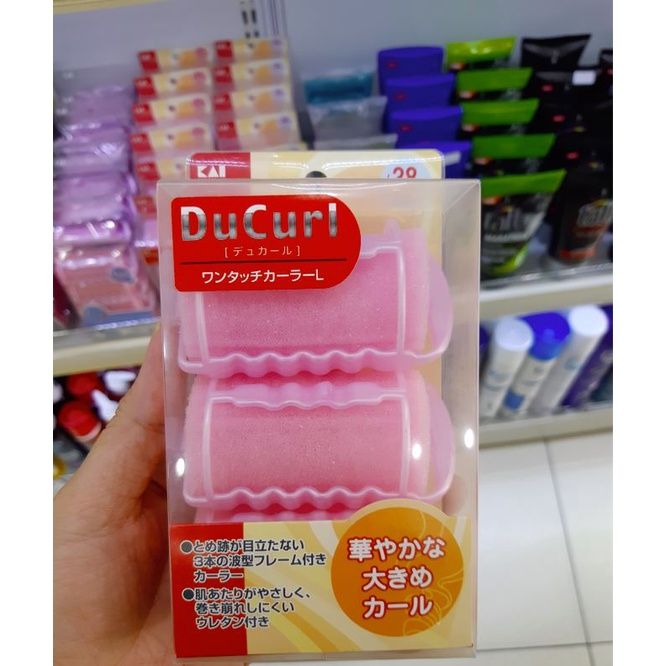 KAI
φ38
DuCurl
[デュカール]
ワンタッチカーラーL
●とめ跡が目立たない
3本の波型フレーム付き
カーラー
●肌あたりがやさしく、
巻き崩れしにくい
ウレタン付き
華やかな
大きめ
カール